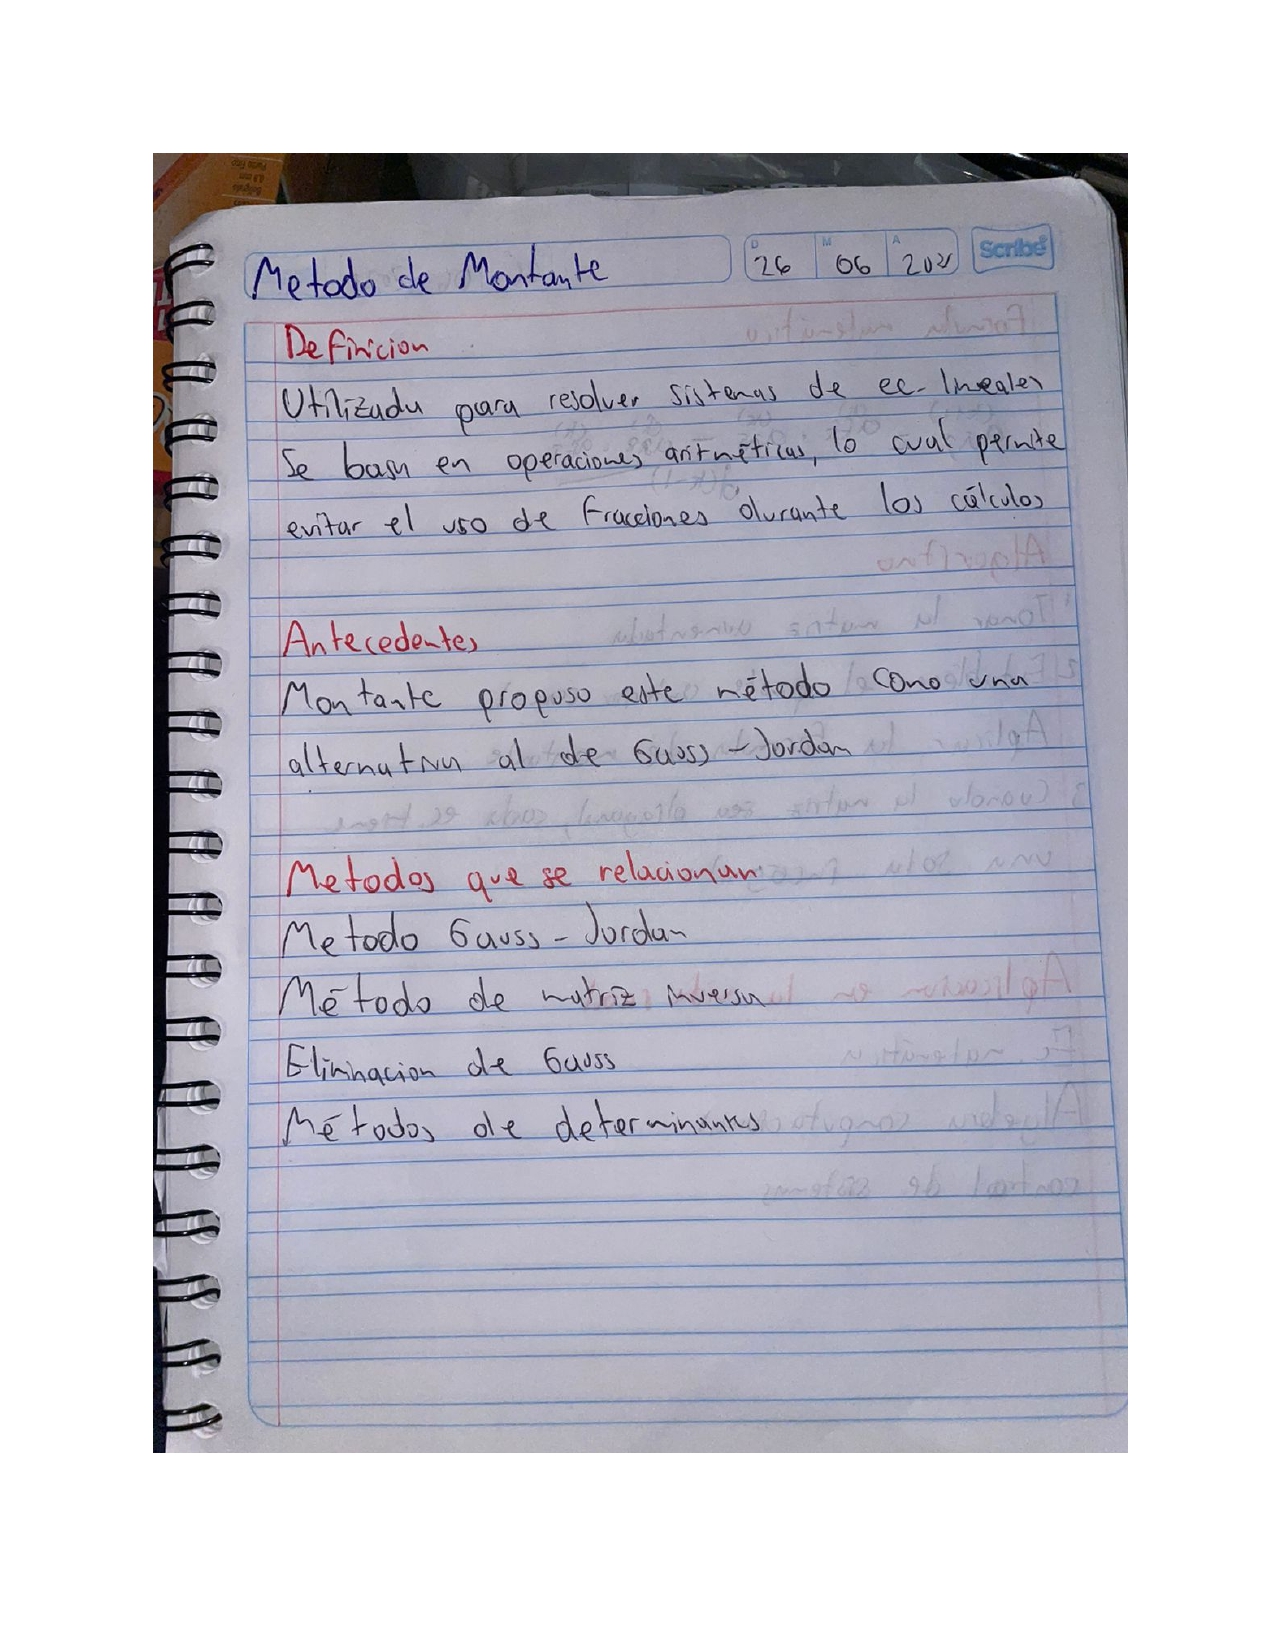 Metodo de Montante
D M A
26 06 202
Scribe
Definicion
Utilizada para resolver sistemas de ec. lineales
Se basa en operaciones aritméticas, lo cual permite
evitar el uso de fracciones durante los cálculos
Antecedentes
Montante propuso este método como una
alternativa al de Gauss-Jordan
Metodos que se relacionan
Metodo Gauss-Jordan
Método de matriz inversa
Eliminacion de Gauss
Métodos de determinantes